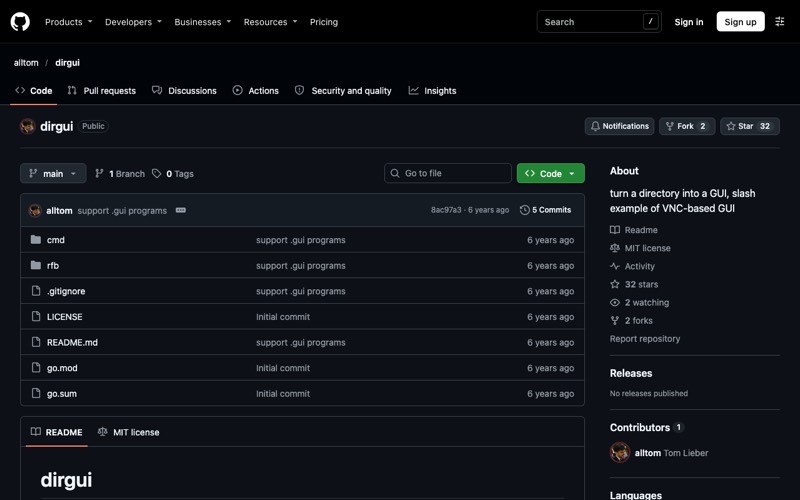 Products Developers Businesses Resources Pricing Search / Sign in Sign up
alltom / dirgui
Code Pull requests Discussions Actions Security and quality Insights
dirgui Public Notifications Fork 2 Star 32
main 1 Branch 0 Tags Go to file Code
alltom support .gui programs 8ac97a3 · 6 years ago 5 Commits
cmd support .gui programs 6 years ago
rfb support .gui programs 6 years ago
.gitignore support .gui programs 6 years ago
LICENSE Initial commit 6 years ago
README.md support .gui programs 6 years ago
go.mod Initial commit 6 years ago
go.sum Initial commit 6 years ago
README MIT license
dirgui
About
turn a directory into a GUI, slash
example of VNC-based GUI
Readme
MIT license
Activity
32 stars
2 watching
2 forks
Report repository
Releases
No releases published
Contributors 1
alltom Tom Lieber
Languages